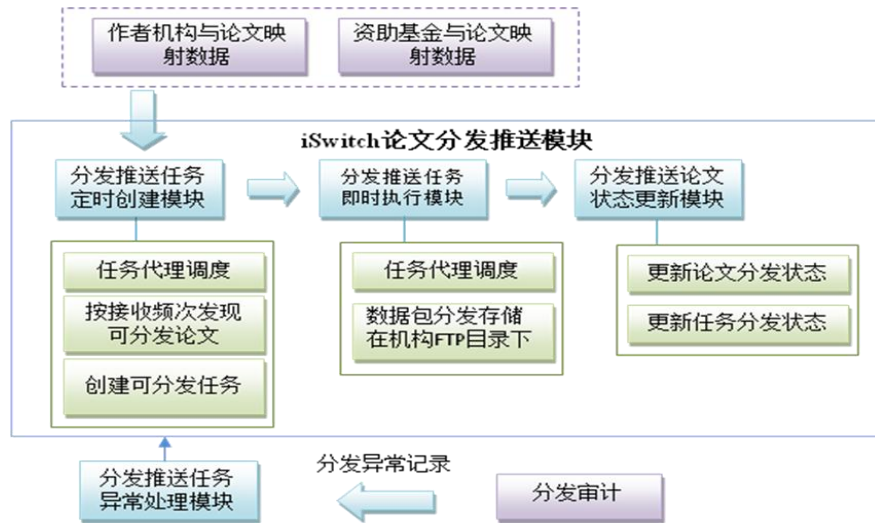 作者机构与论文映
射数据
资助基金与论文映
射数据
iSwitch论文分发推送模块
分发推送任务
定时创建模块
分发推送任务
即时执行模块
分发推送论文
状态更新模块
任务代理调度
按接收频次发现
可分发论文
创建可分发任务
任务代理调度
数据包分发存储
在机构FTP目录下
更新论文分发状态
更新任务分发状态
分发推送任务
异常处理模块
分发异常记录
分发审计